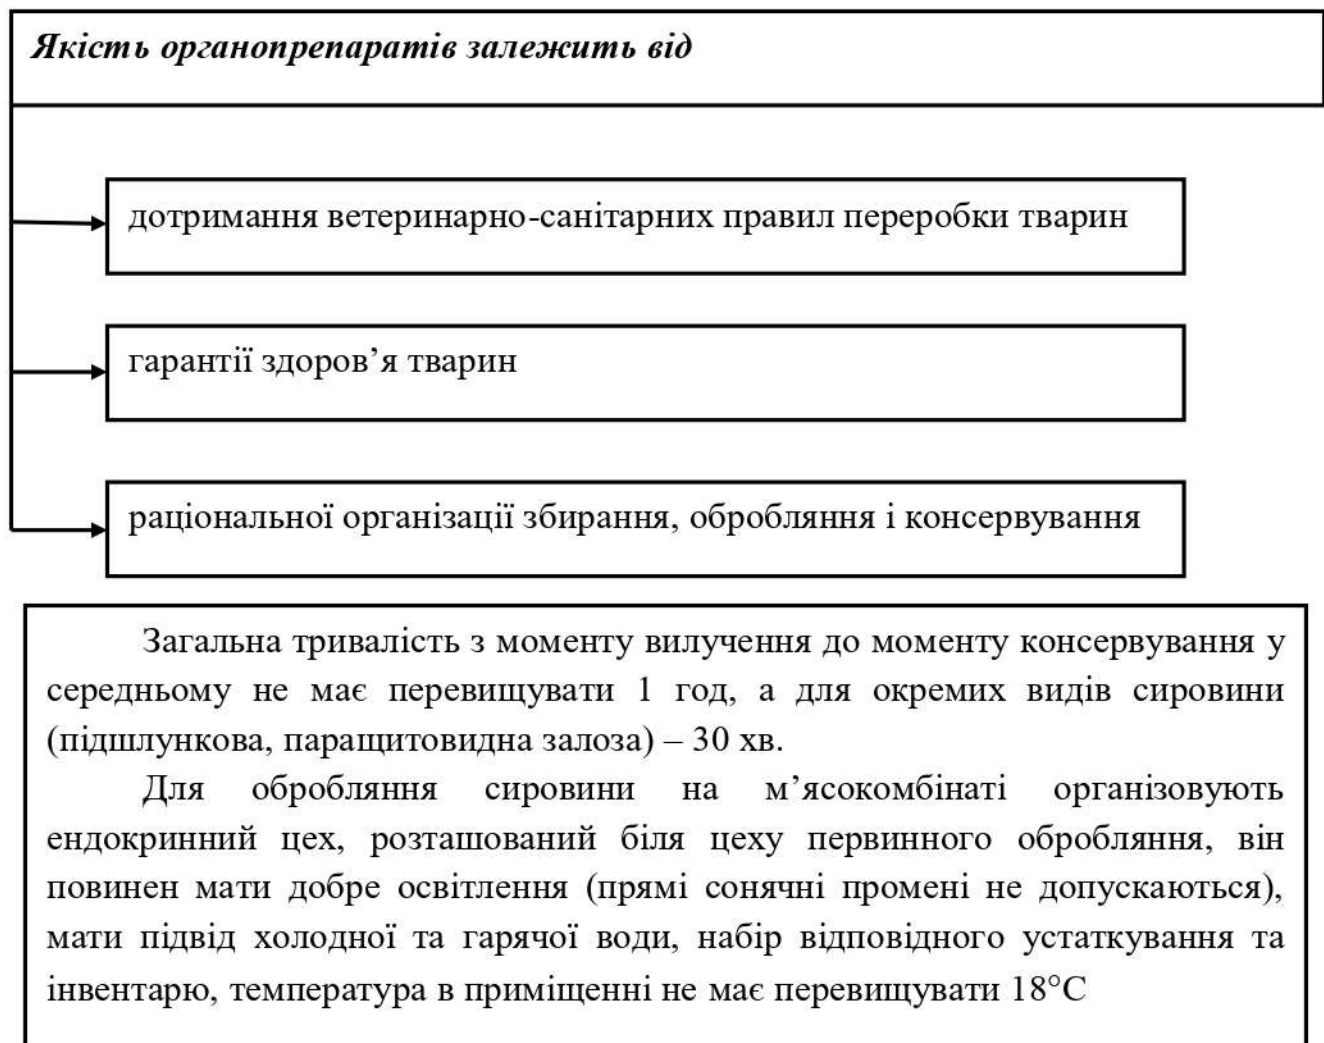 Якість органопрепаратів залежить від
дотримання ветеринарно-санітарних правил переробки тварин
гарантії здоров’я тварин
раціональної організації збирання, обробляння і консервування
Загальна тривалість з моменту вилучення до моменту консервування у
середньому не має перевищувати 1 год, а для окремих видів сировини
(підшлункова, паращитовидна залоза) – 30 хв.
Для обробляння сировини на м’ясокомбінаті організовують
ендокринний цех, розташований біля цеху первинного обробляння, він
повинен мати добре освітлення (прямі сонячні промені не допускаються),
мати підвід холодної та гарячої води, набір відповідного устаткування та
інвентарю, температура в приміщенні не має перевищувати 18°С